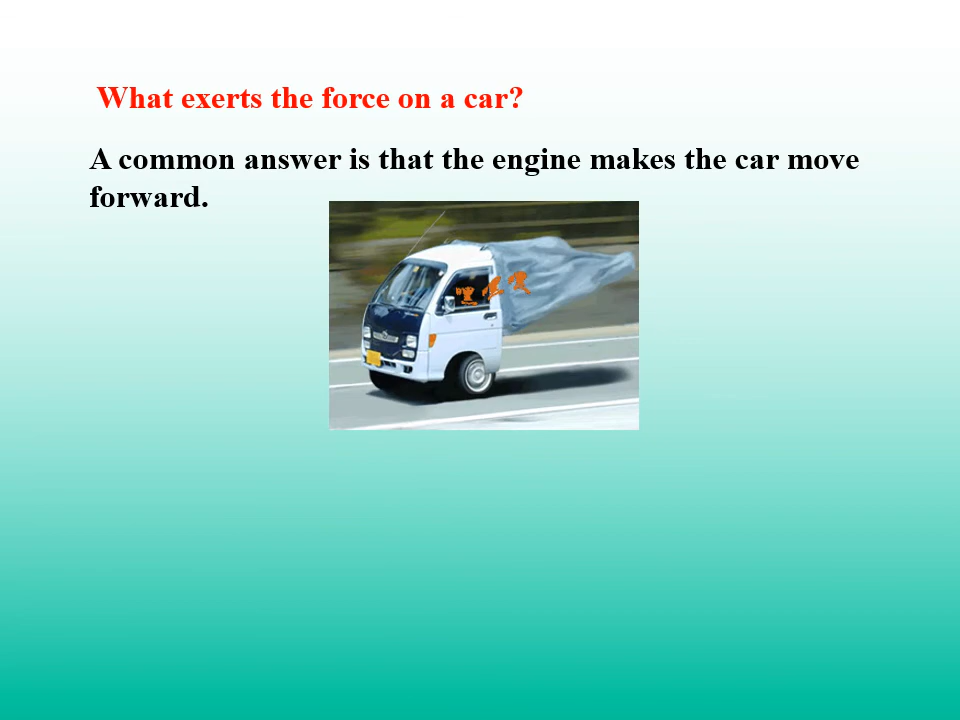 What exerts the force on a car?
A common answer is that the engine makes the car move
forward.